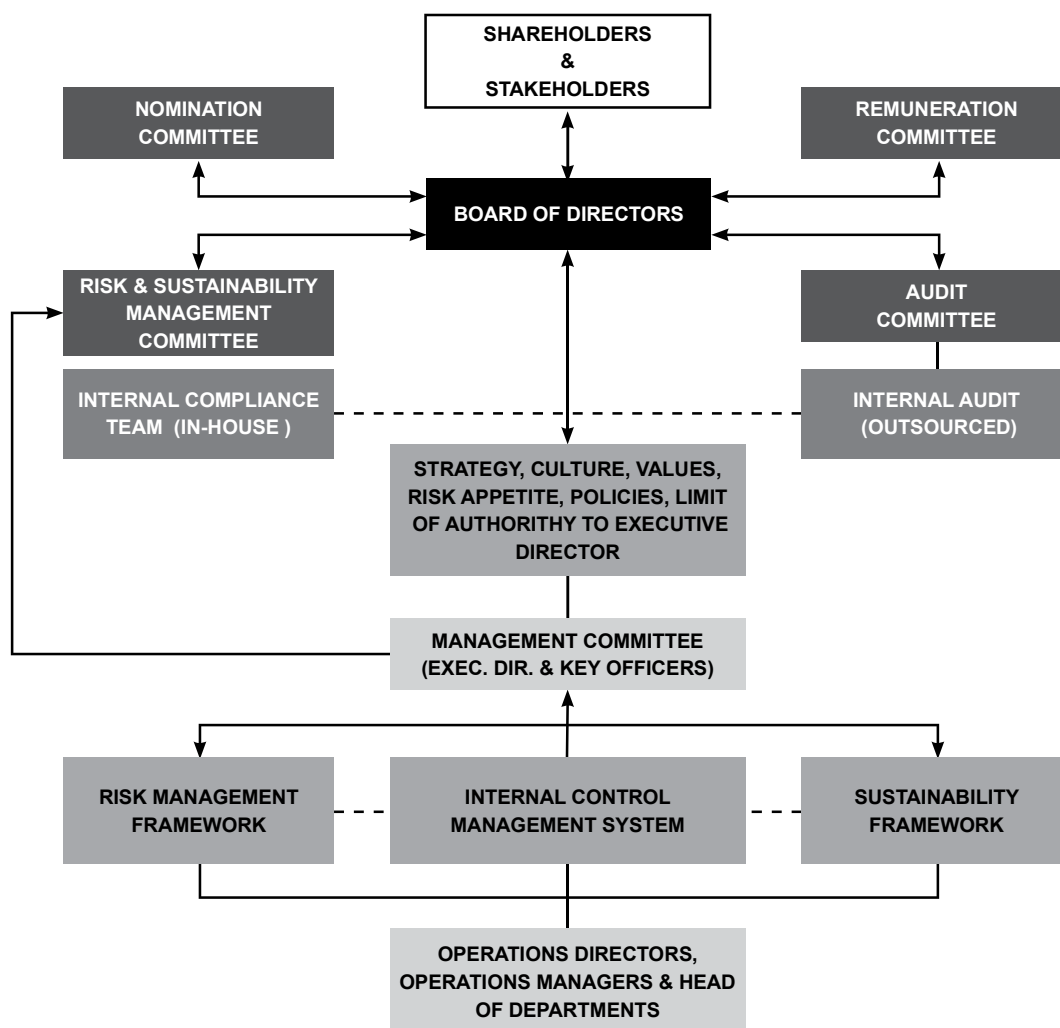 SHAREHOLDERS
&
STAKEHOLDERS
NOMINATION
COMMITTEE
REMUNERATION
COMMITTEE
BOARD OF DIRECTORS
RISK & SUSTAINABILITY
MANAGEMENT
COMMITTEE
AUDIT
COMMITTEE
INTERNAL COMPLIANCE
TEAM (IN-HOUSE )
INTERNAL AUDIT
(OUTSOURCED)
STRATEGY, CULTURE, VALUES,
RISK APPETITE, POLICIES, LIMIT
OF AUTHORITHY TO EXECUTIVE
DIRECTOR
MANAGEMENT COMMITTEE
(EXEC. DIR. & KEY OFFICERS)
RISK MANAGEMENT
FRAMEWORK
INTERNAL CONTROL
MANAGEMENT SYSTEM
SUSTAINABILITY
FRAMEWORK
OPERATIONS DIRECTORS,
OPERATIONS MANAGERS & HEAD
OF DEPARTMENTS